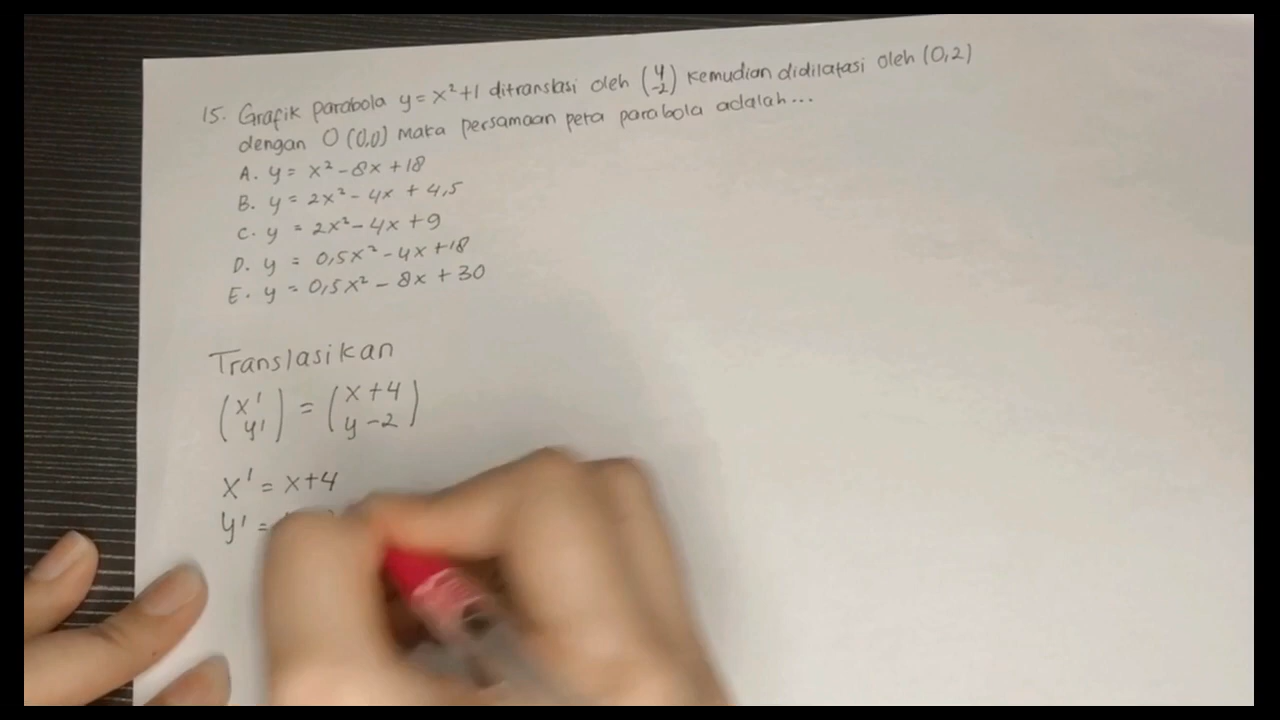 15. Grafik parabola y = x²+1 ditranslasi oleh (4 -2) kemudian didilatasi oleh (0,2)
dengan O (0,0) maka persamaan peta parabola adalah...
A. y = x² - 8x + 18
B. y = 2x² - 4x + 4,5
C. y = 2x² - 4x + 9
D. y = 0,5x² - 4x + 18
E. y = 0,5x² - 8x + 30
Translasikan
(x' y') = (x+4 y-2)
x' = x+4
y' =